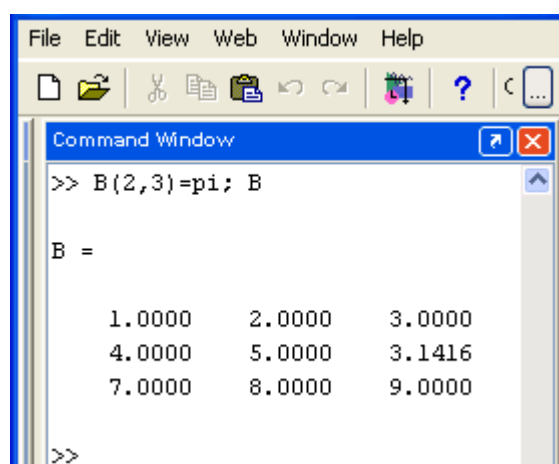 File Edit View Web Window Help
? C ...
Command Window
>> B(2,3)=pi; B
B =
1.0000 2.0000 3.0000
4.0000 5.0000 3.1416
7.0000 8.0000 9.0000
>>